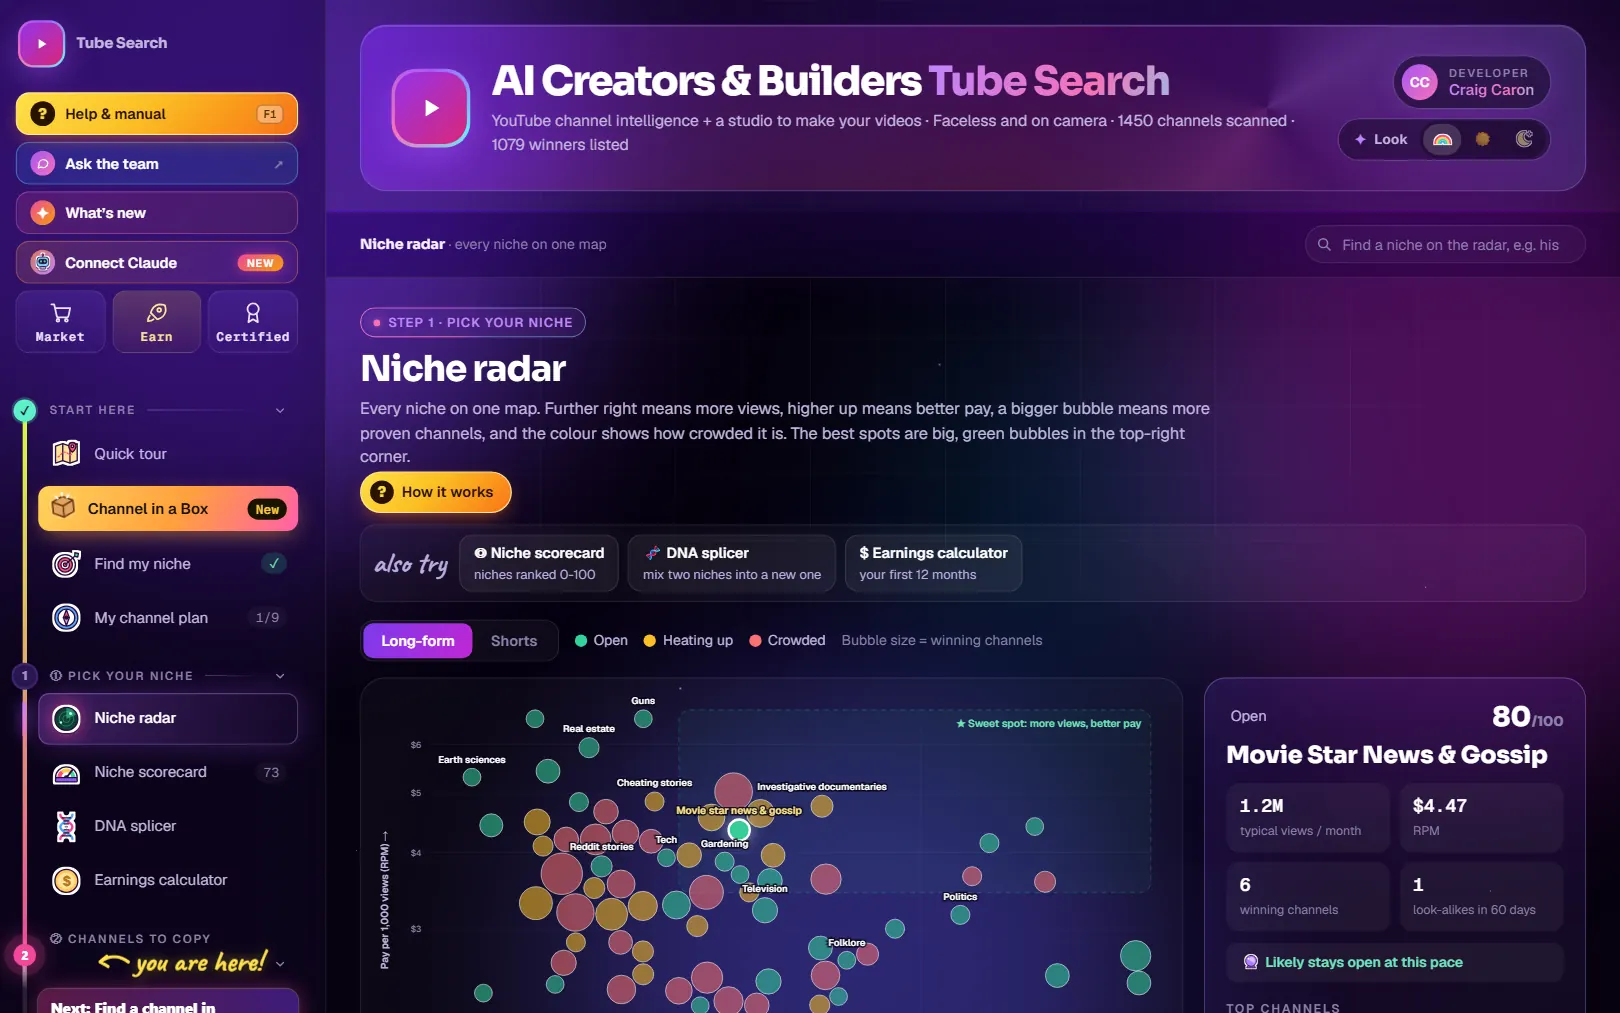 Tube Search
Help & manual
F1
Ask the team
What's new
Connect Claude
NEW
Market
Earn
Certified
START HERE
Quick tour
Channel in a Box
New
Find my niche
My channel plan
1/9
1
① PICK YOUR NICHE
Niche radar
Niche scorecard
73
DNA splicer
Earnings calculator
2
② CHANNELS TO COPY
you are here!
Next: Find a channel in
AI Creators & Builders Tube Search
YouTube channel intelligence + a studio to make your videos · Faceless and on camera · 1450 channels scanned ·
1079 winners listed
CC
DEVELOPER
Craig Caron
Look
Niche radar · every niche on one map
Find a niche on the radar, e.g. his
STEP 1 · PICK YOUR NICHE
Niche radar
Every niche on one map. Further right means more views, higher up means better pay, a bigger bubble means more
proven channels, and the colour shows how crowded it is. The best spots are big, green bubbles in the top-right
corner.
? How it works
also try
Niche scorecard
niches ranked 0-100
DNA splicer
mix two niches into a new one
$ Earnings calculator
your first 12 months
Long-form
Shorts
Open
Heating up
Crowded
Bubble size = winning channels
Guns
Real estate
★ Sweet spot: more views, better pay
$6
Earth sciences
Cheating stories
Investigative documentaries
$5
Movie star news & gossip
Tech
Gardening
Reddit stories
$4
Television
Politics
$3
Folklore
Pay per 1,000 views (RPM) →
Open
80/100
Movie Star News & Gossip
1.2M
typical views / month
$4.47
RPM
6
winning channels
1
look-alikes in 60 days
Likely stays open at this pace
TOP CHANNELS